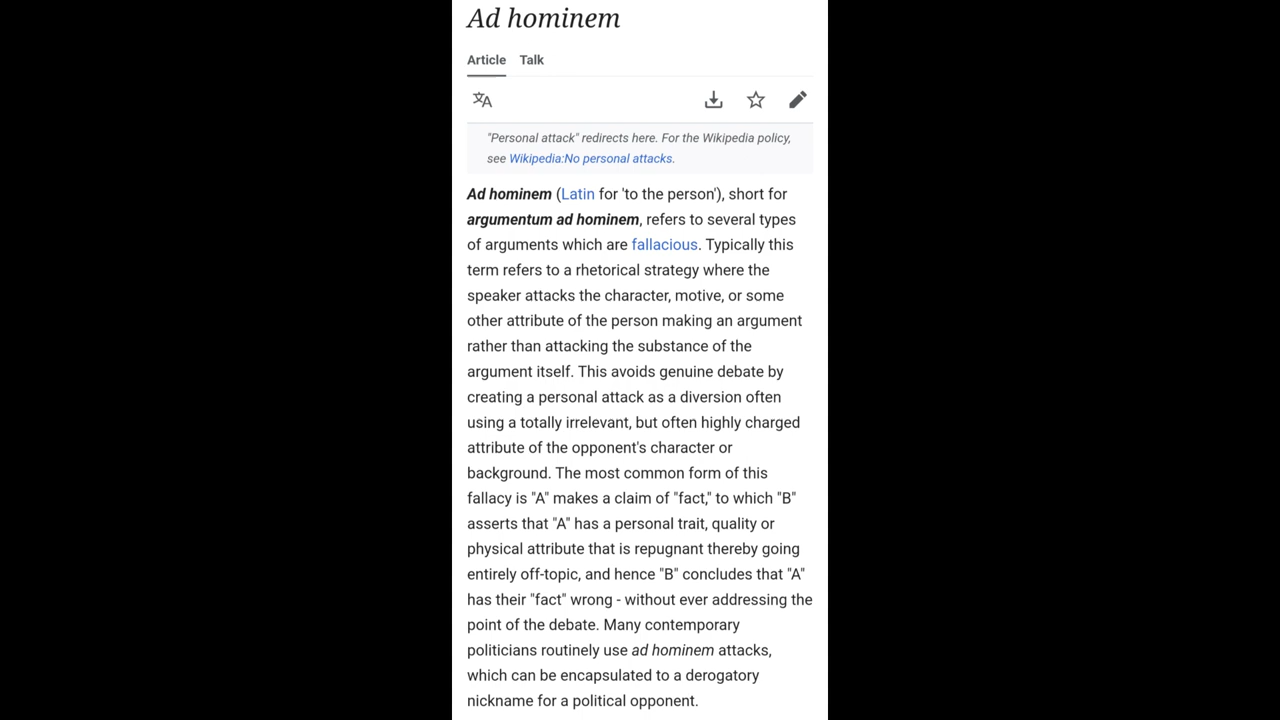 Ad hominem
Article Talk
"Personal attack" redirects here. For the Wikipedia policy,
see Wikipedia:No personal attacks.
Ad hominem (Latin for 'to the person'), short for
argumentum ad hominem, refers to several types
of arguments which are fallacious. Typically this
term refers to a rhetorical strategy where the
speaker attacks the character, motive, or some
other attribute of the person making an argument
rather than attacking the substance of the
argument itself. This avoids genuine debate by
creating a personal attack as a diversion often
using a totally irrelevant, but often highly charged
attribute of the opponent's character or
background. The most common form of this
fallacy is "A" makes a claim of "fact," to which "B"
asserts that "A" has a personal trait, quality or
physical attribute that is repugnant thereby going
entirely off-topic, and hence "B" concludes that "A"
has their "fact" wrong - without ever addressing the
point of the debate. Many contemporary
politicians routinely use ad hominem attacks,
which can be encapsulated to a derogatory
nickname for a political opponent.